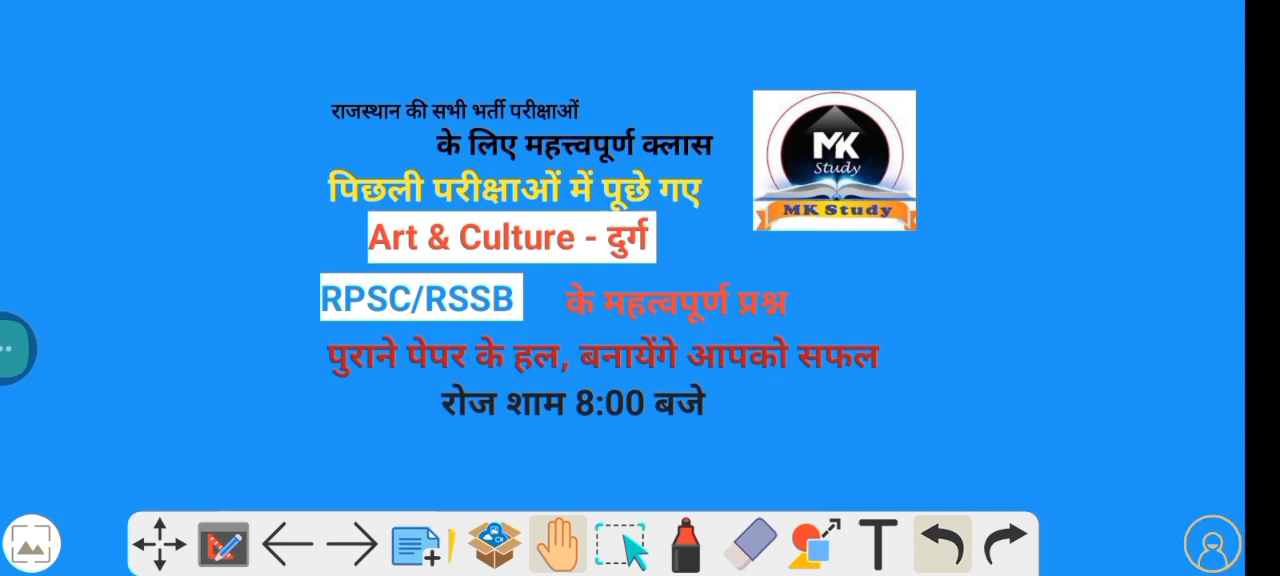 राजस्थान की सभी भर्ती परीक्षाओं
के लिए महत्त्वपूर्ण क्लास
पिछली परीक्षाओं में पूछे गए
Art & Culture - दुर्ग
RPSC/RSSB के महत्वपूर्ण प्रश्न
पुराने पेपर के हल, बनायेंगे आपको सफल
रोज शाम 8:00 बजे
MK
Study
MK Study